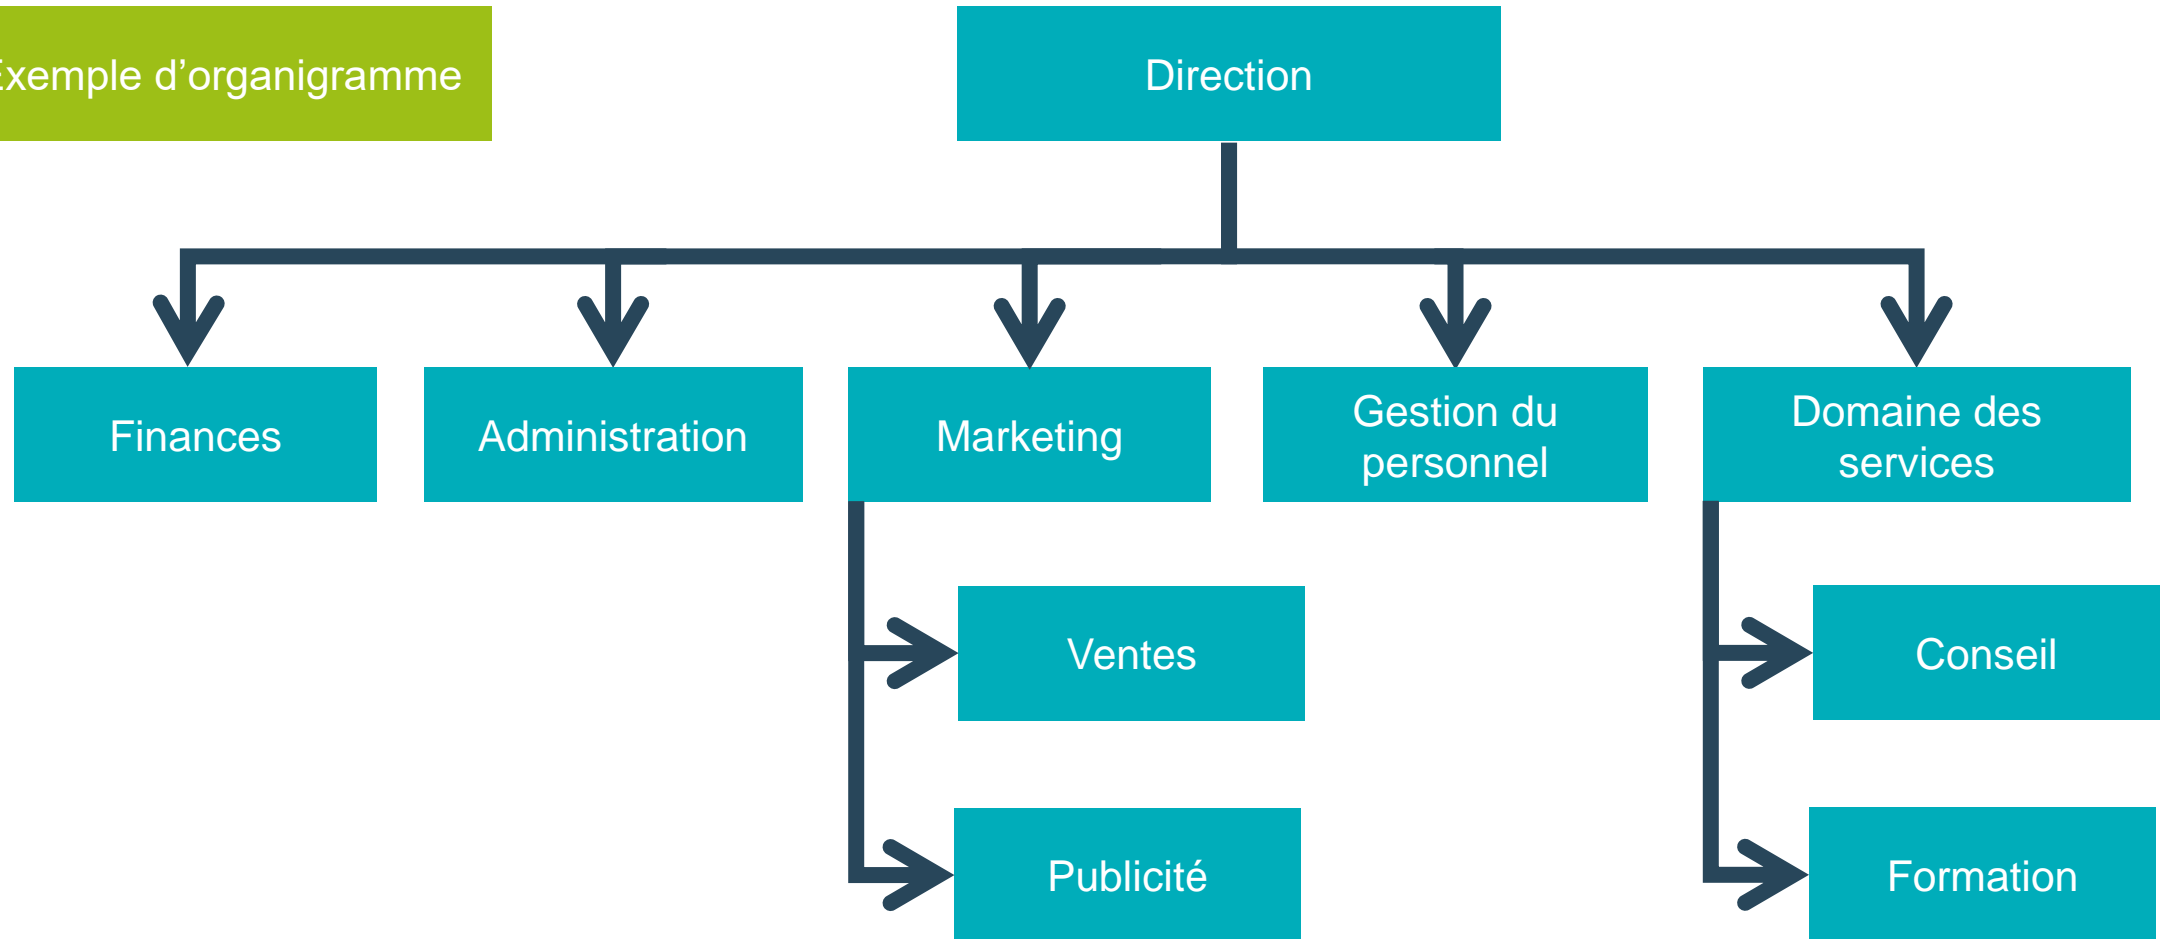 Exemple d’organigramme
Direction
Finances
Administration
Marketing
Gestion du
personnel
Domaine des
services
Ventes
Conseil
Publicité
Formation